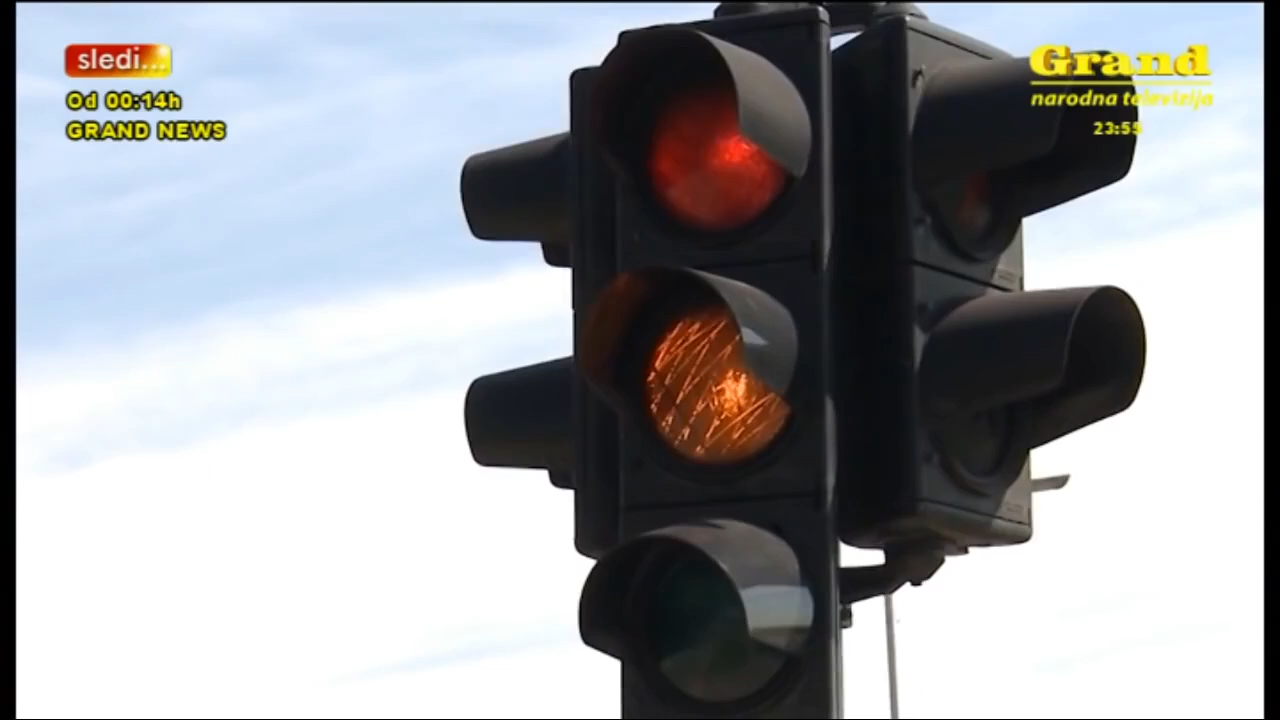 sledi...
Od 00:14h
GRAND NEWS
Grand
narodna televizija
23:55